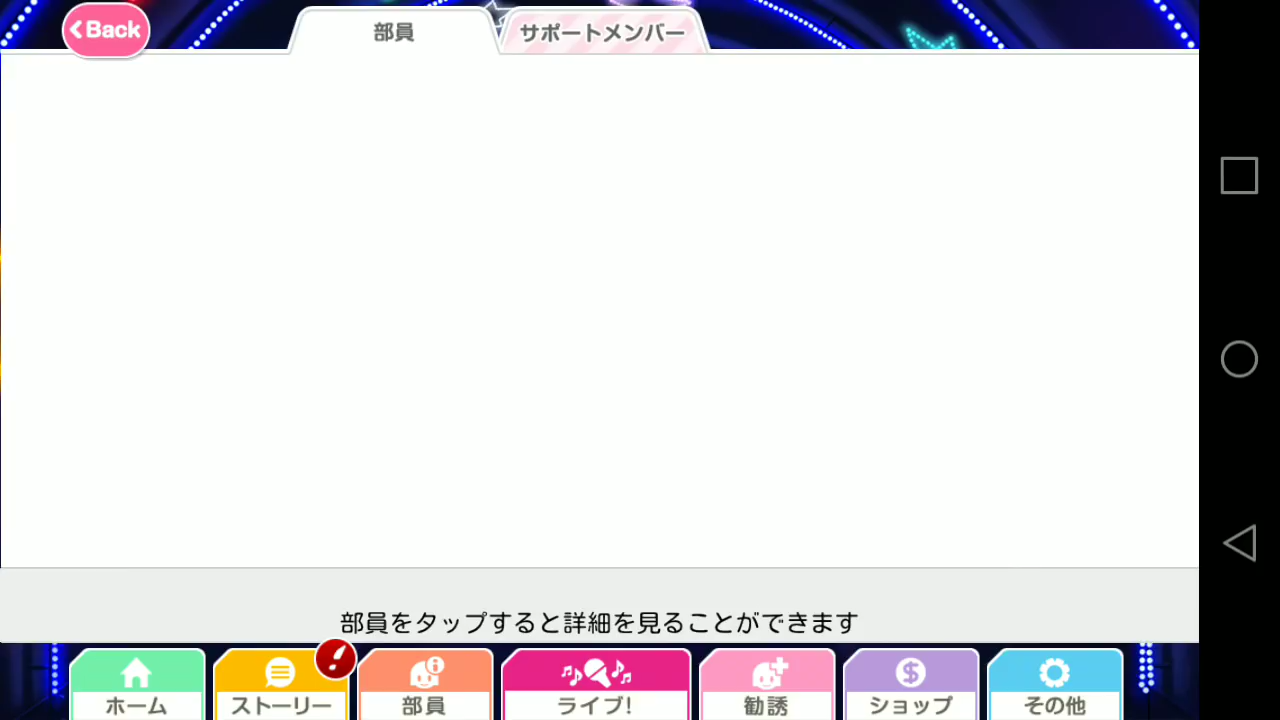 Back
部員
サポートメンバー
部員をタップすると詳細を見ることができます
ホーム
ストーリー
部員
ライブ!
勧誘
ショップ
その他